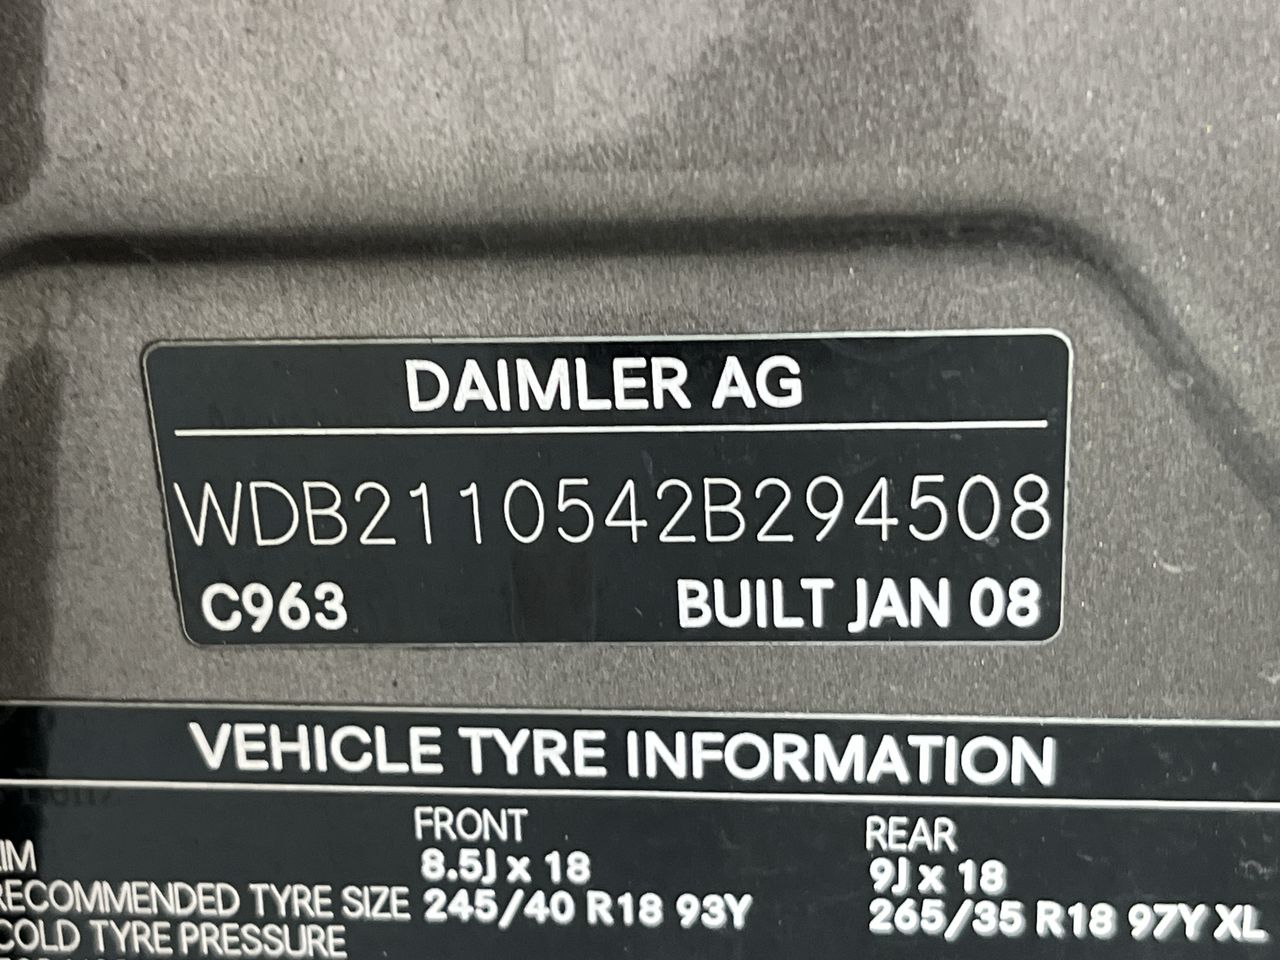 DAIMLER AG
WDB2110542B294508
C963 BUILT JAN 08
VEHICLE TYRE INFORMATION
FRONT REAR
8.5J x 18 9J x 18
RECOMMENDED TYRE SIZE 245/40 R18 93Y 265/35 R18 97Y XL
COLD TYRE PRESSURE